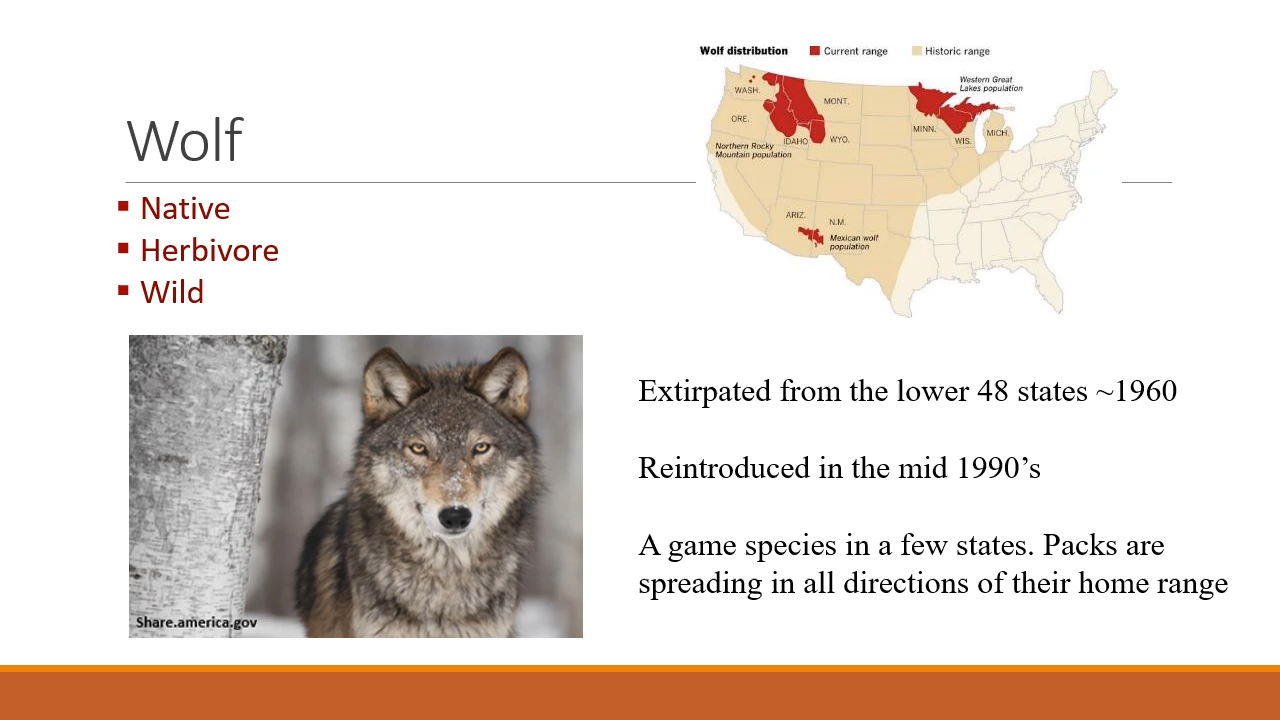 Wolf
Native
Herbivore
Wild
Wolf distribution Current range Historic range
Western Great
Lakes population
WASH.
MONT.
ORE.
MINN.
MICH.
IDAHO
WYO.
WIS.
Northern Rocky
Mountain population
ARIZ.
N.M.
Mexican wolf
population
Share.america.gov
Extirpated from the lower 48 states ~1960
Reintroduced in the mid 1990’s
A game species in a few states. Packs are
spreading in all directions of their home range